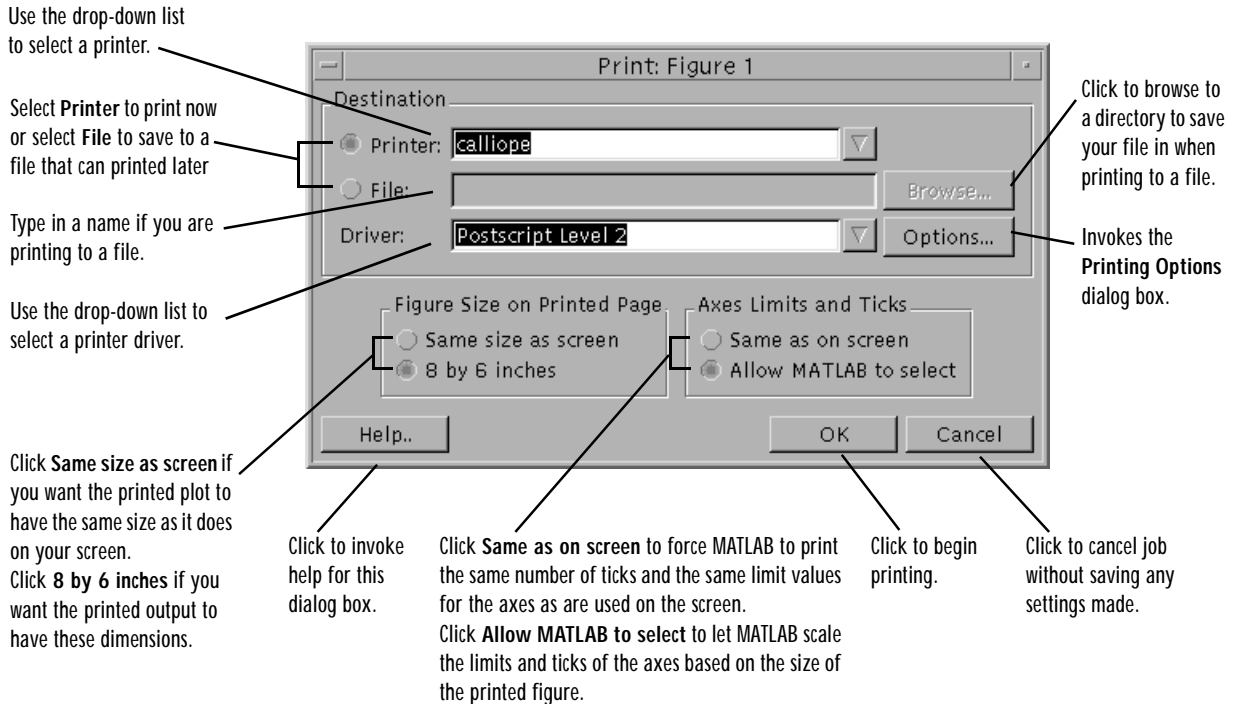 Use the drop-down list
to select a printer.
Select Printer to print now
or select File to save to a
file that can printed later
Type in a name if you are
printing to a file.
Use the drop-down list to
select a printer driver.
Click Same size as screen if
you want the printed plot to
have the same size as it does
on your screen.
Click 8 by 6 inches if you
want the printed output to
have these dimensions.
Print: Figure 1
Destination
Printer: calliope
File:
Browse...
Driver: Postscript Level 2
Options...
Figure Size on Printed Page
Same size as screen
8 by 6 inches
Axes Limits and Ticks
Same as on screen
Allow MATLAB to select
Help..
OK
Cancel
Click to browse to
a directory to save
your file in when
printing to a file.
Invokes the
Printing Options
dialog box.
Click to invoke
help for this
dialog box.
Click Same as on screen to force MATLAB to print
the same number of ticks and the same limit values
for the axes as are used on the screen.
Click Allow MATLAB to select to let MATLAB scale
the limits and ticks of the axes based on the size of
the printed figure.
Click to begin
printing.
Click to cancel job
without saving any
settings made.